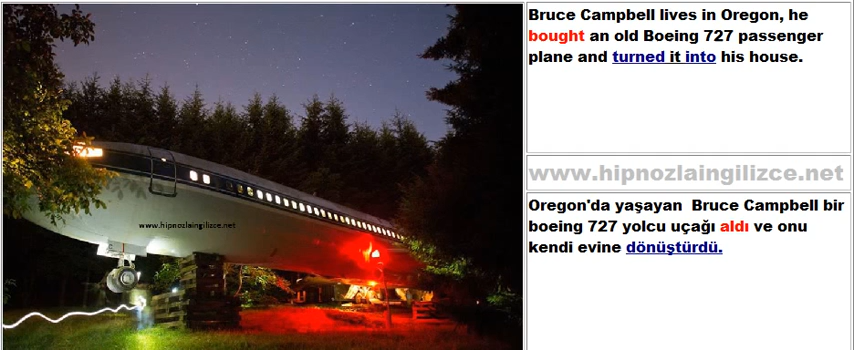 Bruce Campbell lives in Oregon, he
bought an old Boeing 727 passenger
plane and turned it into his house.
www.hipnozlaingilizce.net
www.hipnozlaingilizce.net
Oregon'da yaşayan Bruce Campbell bir
boeing 727 yolcu uçağı aldı ve onu
kendi evine dönüştürdü.